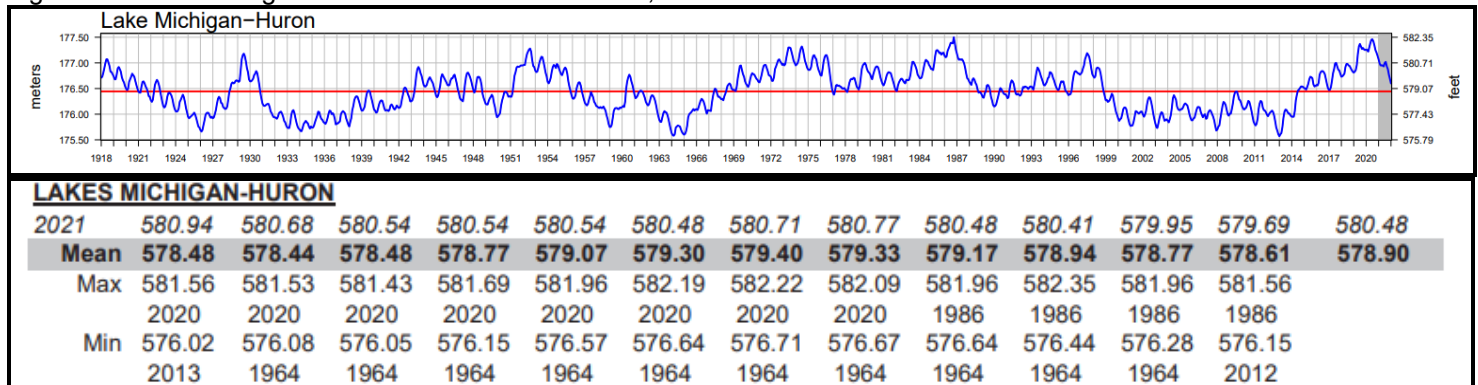 Lake Michigan−Huron
177.50
582.35
177.00
580.71
176.50
579.07
176.00
577.43
175.50
575.79
meters
feet
1918 1921 1924 1927 1930 1933 1936 1939 1942 1945 1948 1951 1954 1957 1960 1963 1966 1969 1972 1975 1978 1981 1984 1987 1990 1993 1996 1999 2002 2005 2008 2011 2014 2017 2020
LAKES MICHIGAN-HURON
2021 580.94 580.68 580.54 580.54 580.54 580.48 580.71 580.77 580.48 580.41 579.95 579.69 580.48
Mean 578.48 578.44 578.48 578.77 579.07 579.30 579.40 579.33 579.17 578.94 578.77 578.61 578.90
Max 581.56 581.53 581.43 581.69 581.96 582.19 582.22 582.09 581.96 582.35 581.96 581.56
2020 2020 2020 2020 2020 2020 2020 2020 1986 1986 1986 1986
Min 576.02 576.08 576.05 576.15 576.57 576.64 576.71 576.67 576.64 576.44 576.28 576.15
2013 1964 1964 1964 1964 1964 1964 1964 1964 1964 1964 2012